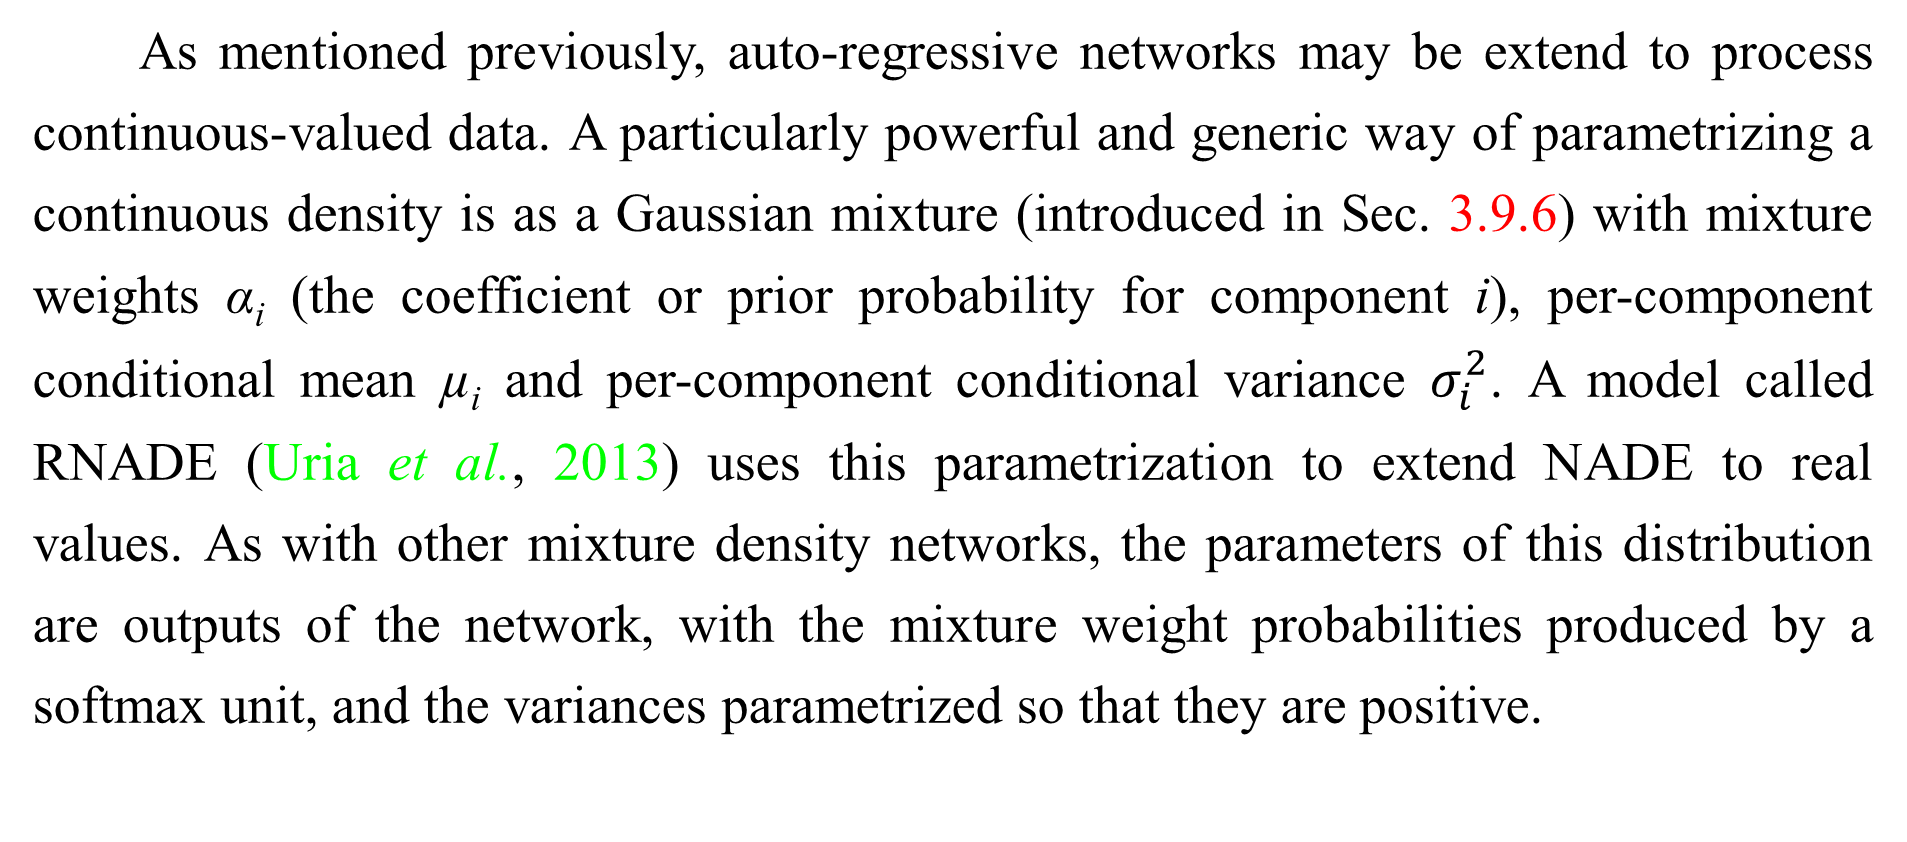 As mentioned previously, auto-regressive networks may be extend to process
continuous-valued data. A particularly powerful and generic way of parametrizing a
continuous density is as a Gaussian mixture (introduced in Sec. 3.9.6) with mixture
weights αᵢ (the coefficient or prior probability for component i), per-component
conditional mean μᵢ and per-component conditional variance σᵢ². A model called
RNADE (Uria et al., 2013) uses this parametrization to extend NADE to real
values. As with other mixture density networks, the parameters of this distribution
are outputs of the network, with the mixture weight probabilities produced by a
softmax unit, and the variances parametrized so that they are positive.